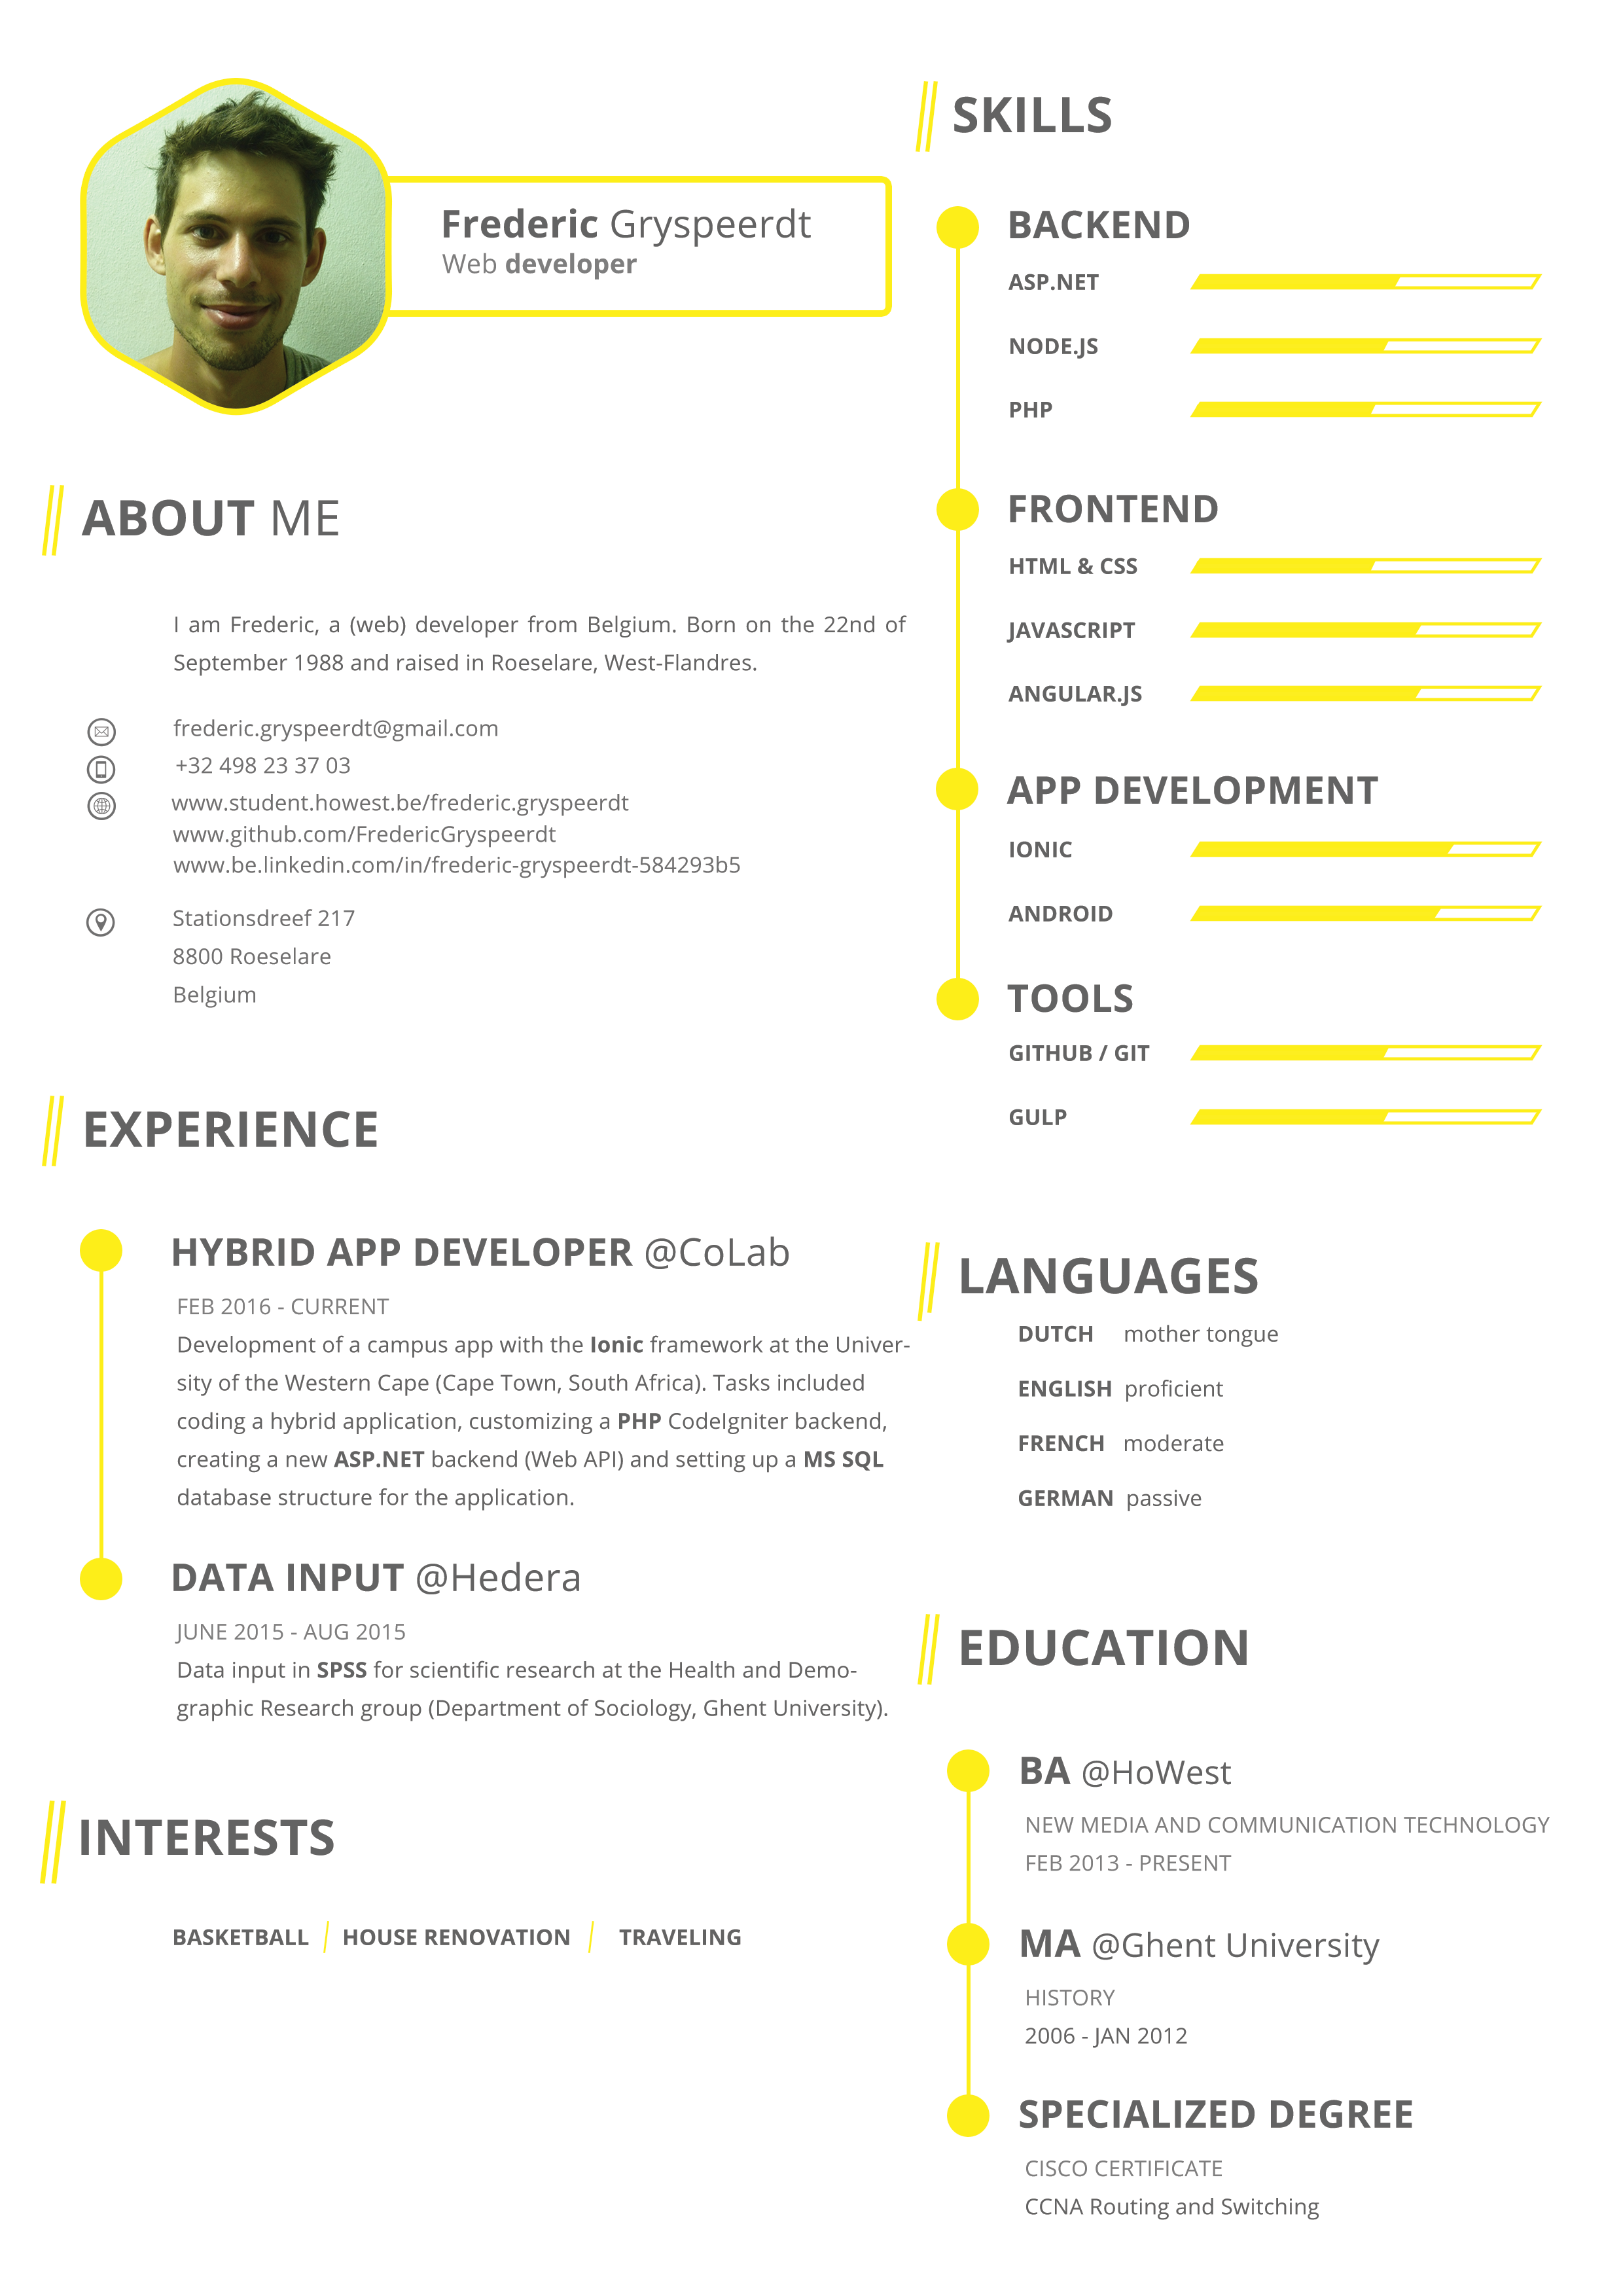 Frederic Gryspeerdt
Web developer
ABOUT ME
I am Frederic, a (web) developer from Belgium. Born on the 22nd of
September 1988 and raised in Roeselare, West-Flandres.
frederic.gryspeerdt@gmail.com
+32 498 23 37 03
www.student.howest.be/frederic.gryspeerdt
www.github.com/FredericGryspeerdt
www.be.linkedin.com/in/frederic-gryspeerdt-584293b5
Stationsdreef 217
8800 Roeselare
Belgium
EXPERIENCE
HYBRID APP DEVELOPER @CoLab
FEB 2016 - CURRENT
Development of a campus app with the Ionic framework at the Univer-
sity of the Western Cape (Cape Town, South Africa). Tasks included
coding a hybrid application, customizing a PHP CodeIgniter backend,
creating a new ASP.NET backend (Web API) and setting up a MS SQL
database structure for the application.
DATA INPUT @Hedera
JUNE 2015 - AUG 2015
Data input in SPSS for scientific research at the Health and Demo-
graphic Research group (Department of Sociology, Ghent University).
INTERESTS
BASKETBALL / HOUSE RENOVATION / TRAVELING
SKILLS
BACKEND
ASP.NET
NODE.JS
PHP
FRONTEND
HTML & CSS
JAVASCRIPT
ANGULAR.JS
APP DEVELOPMENT
IONIC
ANDROID
TOOLS
GITHUB / GIT
GULP
LANGUAGES
DUTCH mother tongue
ENGLISH proficient
FRENCH moderate
GERMAN passive
EDUCATION
BA @HoWest
NEW MEDIA AND COMMUNICATION TECHNOLOGY
FEB 2013 - PRESENT
MA @Ghent University
HISTORY
2006 - JAN 2012
SPECIALIZED DEGREE
CISCO CERTIFICATE
CCNA Routing and Switching